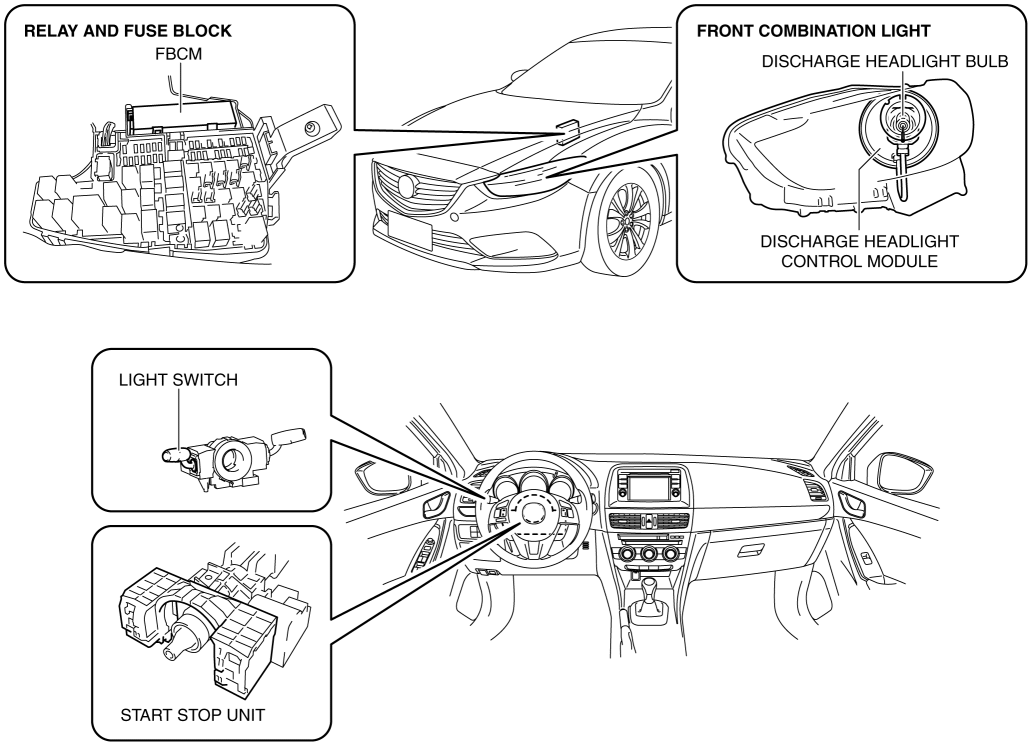 RELAY AND FUSE BLOCK
FBCM
FRONT COMBINATION LIGHT
DISCHARGE HEADLIGHT BULB
DISCHARGE HEADLIGHT
CONTROL MODULE
LIGHT SWITCH
START STOP UNIT